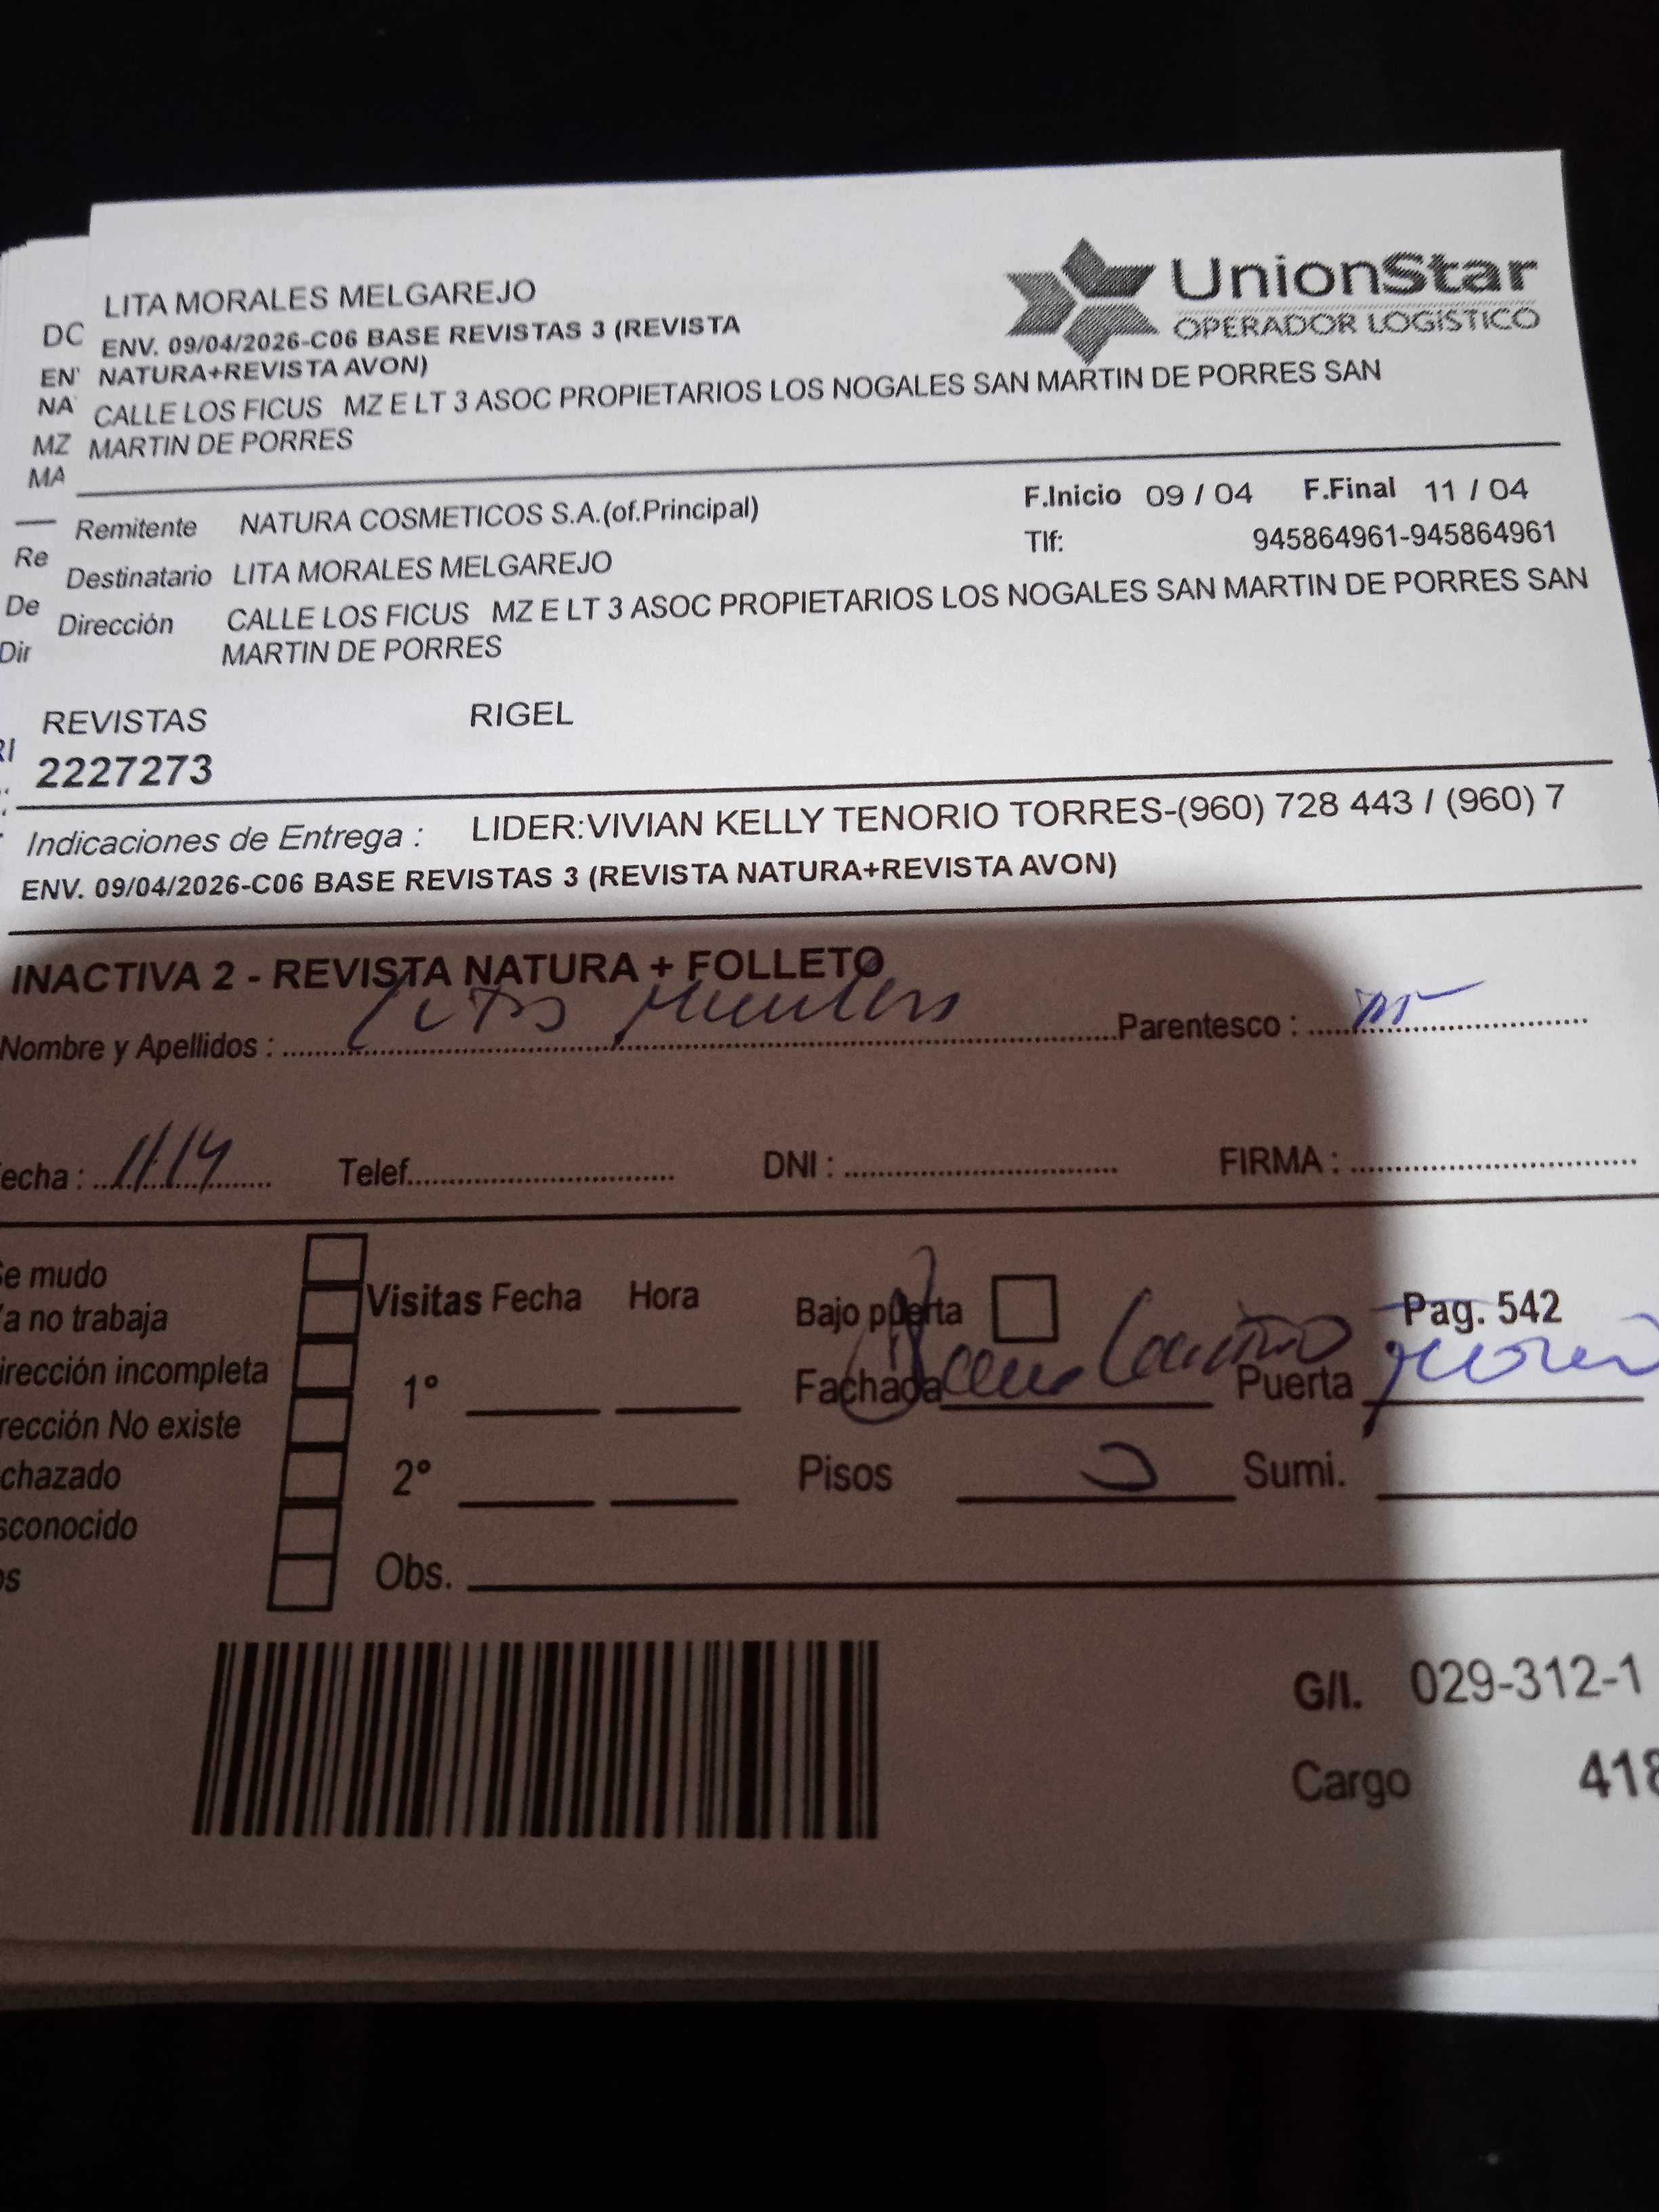 LITA MORALES MELGAREJO
UnionStar
OPERADOR LOGÍSTICO
DC
ENV. 09/04/2026-C06 BASE REVISTAS 3 (REVISTA
EN'
NATURA+REVISTA AVON)
NA
CALLE LOS FICUS MZ E LT 3 ASOC PROPIETARIOS LOS NOGALES SAN MARTIN DE PORRES SAN
MZ
MARTIN DE PORRES
MA
Remitente NATURA COSMETICOS S.A.(of.Principal)
F.Inicio 09 / 04 F.Final 11 / 04
Tlf: 945864961-945864961
Re
Destinatario LITA MORALES MELGAREJO
De
Dirección CALLE LOS FICUS MZ E LT 3 ASOC PROPIETARIOS LOS NOGALES SAN MARTIN DE PORRES SAN
Dir
MARTIN DE PORRES
REVISTAS RIGEL
RI
2227273
Indicaciones de Entrega : LIDER:VIVIAN KELLY TENORIO TORRES-(960) 728 443 / (960) 7
ENV. 09/04/2026-C06 BASE REVISTAS 3 (REVISTA NATURA+REVISTA AVON)
INACTIVA 2 - REVISTA NATURA + FOLLETO
Nombre y Apellidos : Parentesco :
echa : Telef. DNI : FIRMA :
Se mudo
Ya no trabaja
Visitas Fecha Hora
Bajo puerta
Pag. 542
irección incompleta
1°
Fachada Puerta
rección No existe
chazado
2°
Pisos Sumi.
sconocido
os
Obs.
G/I. 029-312-1
Cargo 418